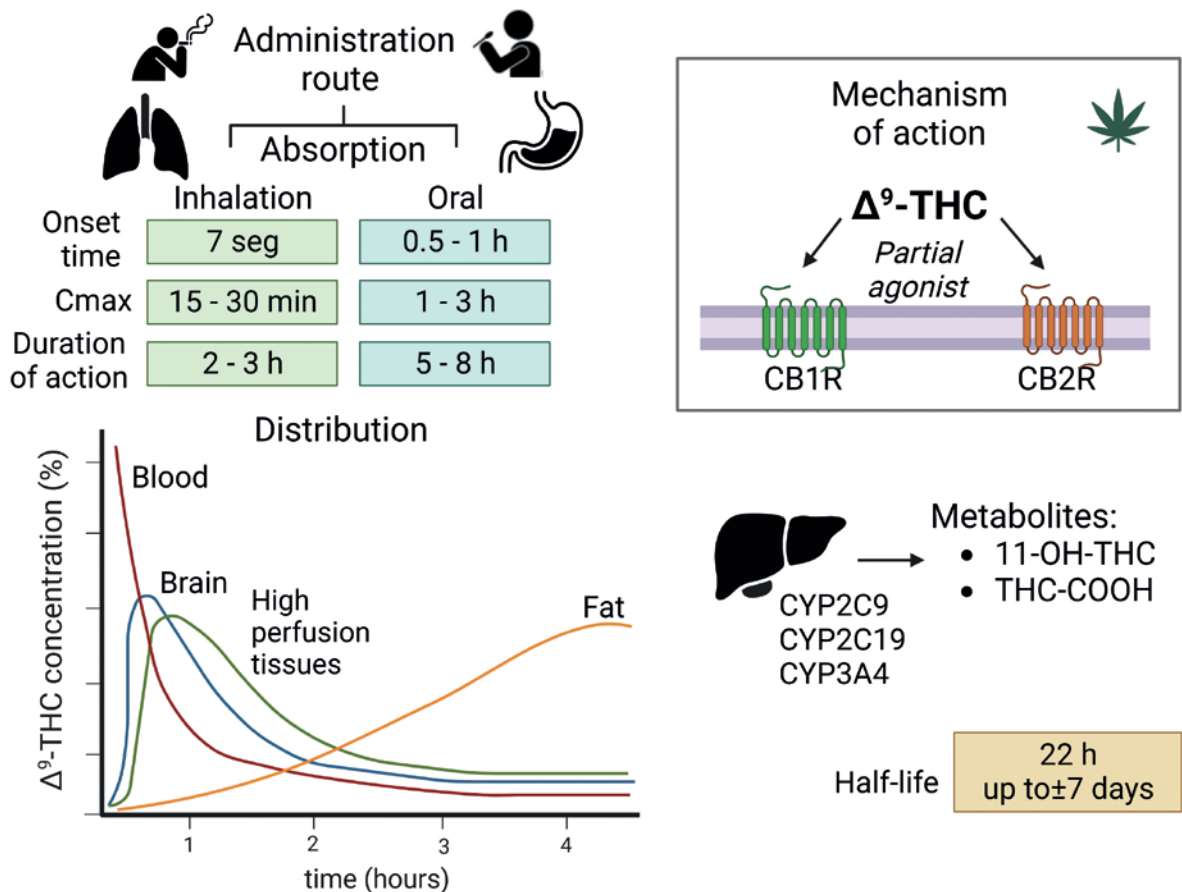 Administration
route
Absorption
Inhalation
Oral
Onset
time
7 seg
0.5 - 1 h
Cmax
15 - 30 min
1 - 3 h
Duration
of action
2 - 3 h
5 - 8 h
Mechanism
of action
Δ⁹-THC
Partial
agonist
CB1R
CB2R
Distribution
Δ⁹-THC concentration (%)
Blood
Brain
High
perfusion
tissues
Fat
1
2
3
4
time (hours)
CYP2C9
CYP2C19
CYP3A4
Metabolites:
• 11-OH-THC
• THC-COOH
Half-life
22 h
up to±7 days